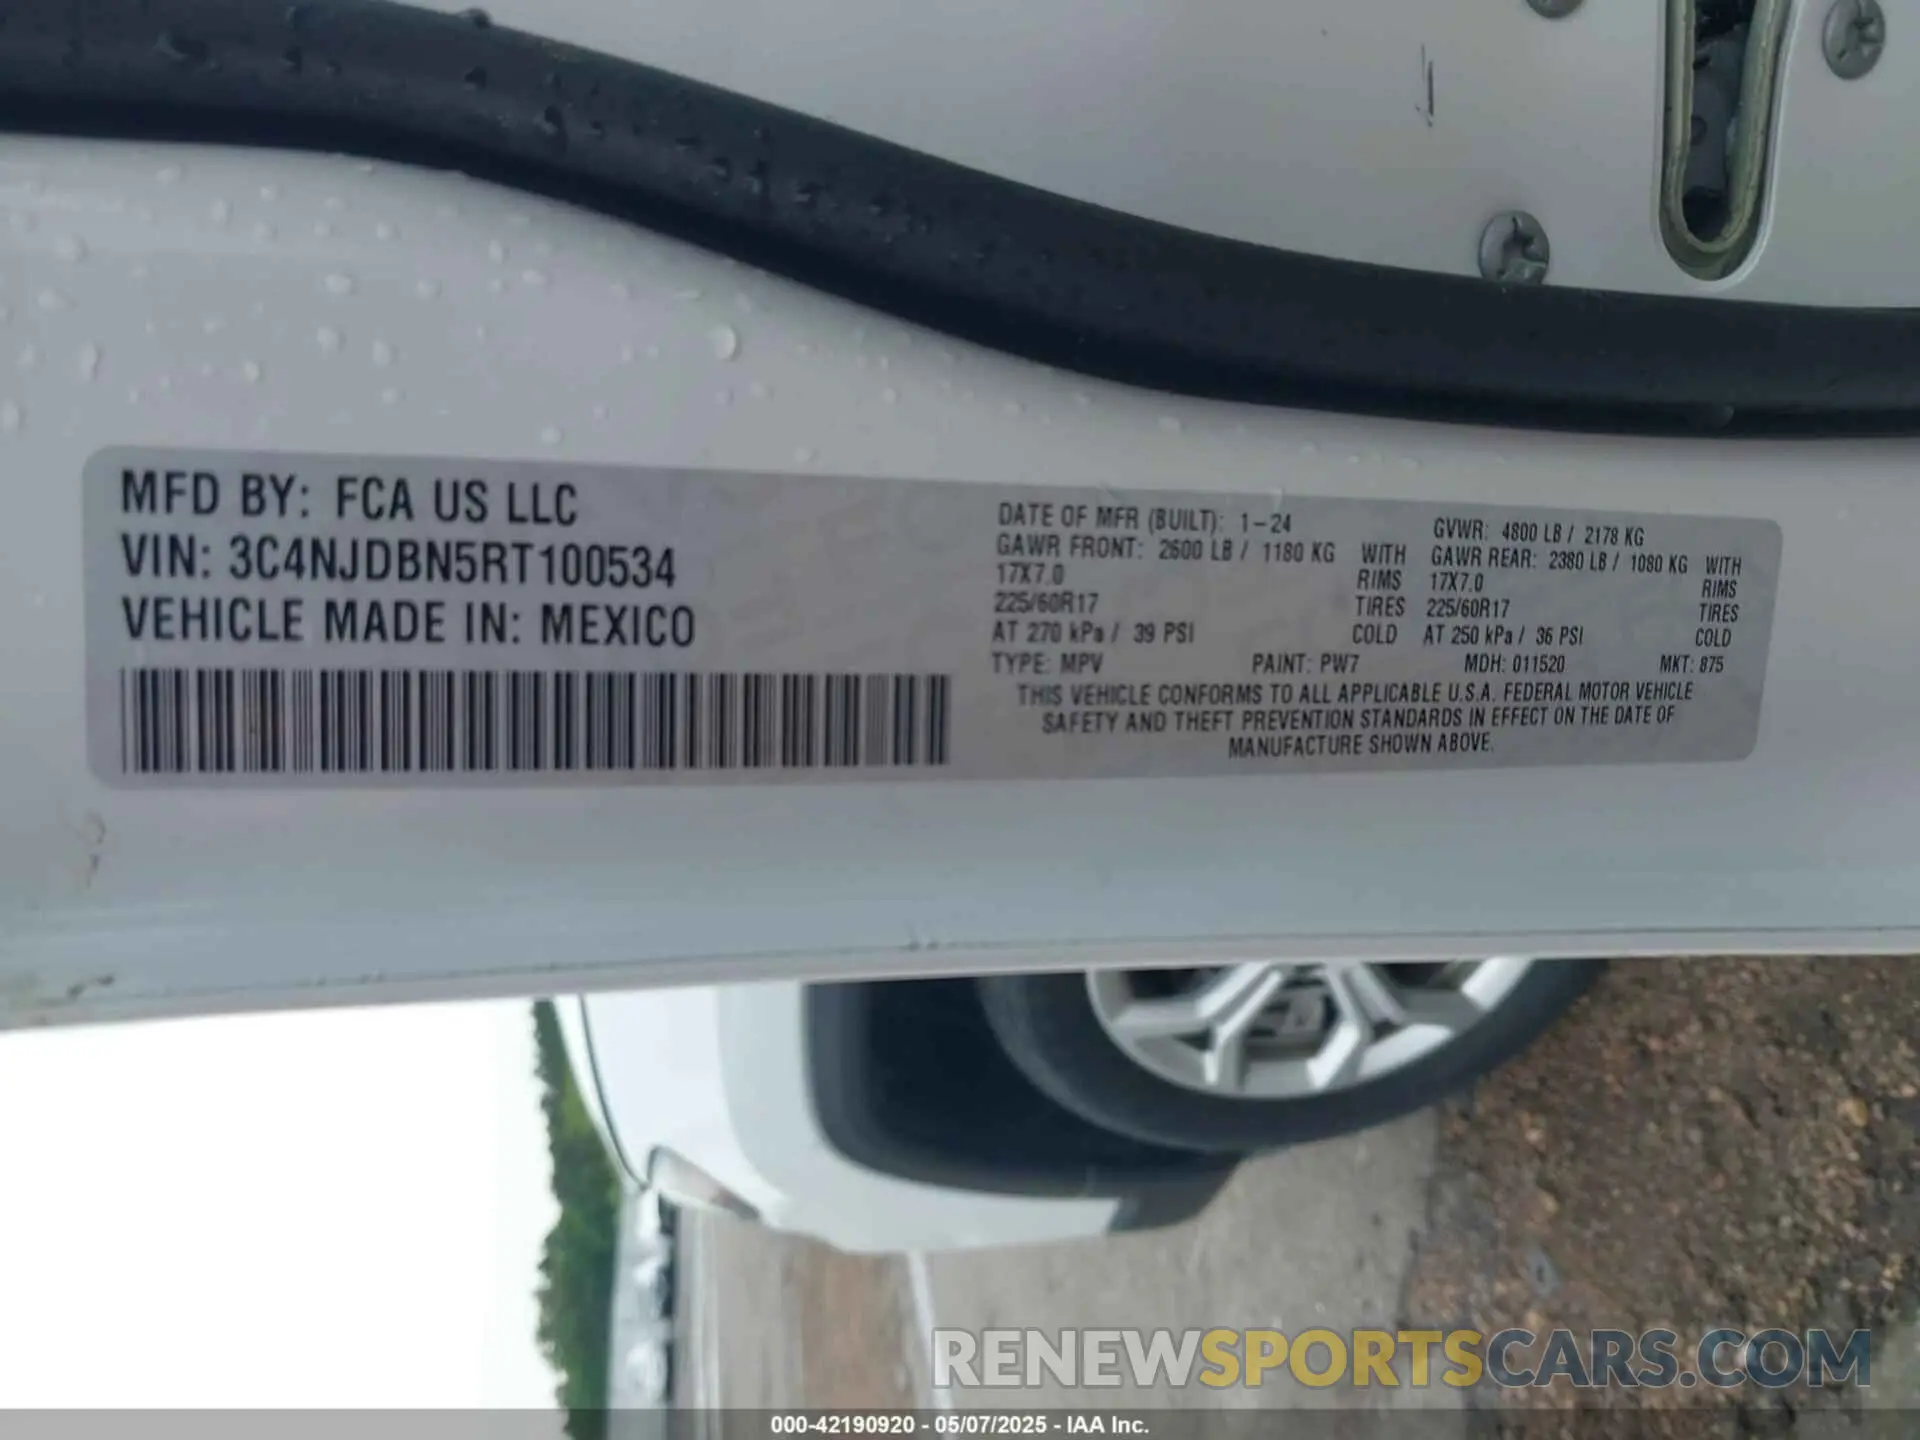 MFD BY: FCA US LLC
VIN: 3C4NJDBN5RT100534
VEHICLE MADE IN: MEXICO
DATE OF MFR (BUILT): 1-24 GVWR: 4800 LB / 2178 KG
GAWR FRONT: 2600 LB / 1180 KG WITH GAWR REAR: 2380 LB / 1080 KG WITH
17X7.0 RIMS 17X7.0 RIMS
225/60R17 TIRES 225/60R17 TIRES
AT 270 kPa / 39 PSI COLD AT 250 kPa / 36 PSI COLD
TYPE: MPV PAINT: PW7 MDH: 011520 MKT: 875
THIS VEHICLE CONFORMS TO ALL APPLICABLE U.S.A. FEDERAL MOTOR VEHICLE
SAFETY AND THEFT PREVENTION STANDARDS IN EFFECT ON THE DATE OF
MANUFACTURE SHOWN ABOVE.
RENEWSPORTSCARS.COM
000-42190920 - 05/07/2025 - IAA Inc.